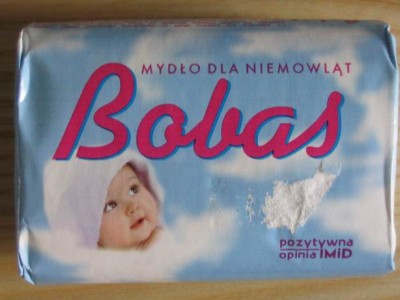 MYDŁO DLA NIEMOWLĄT
Bobas
pozytywna
opinia IMiD